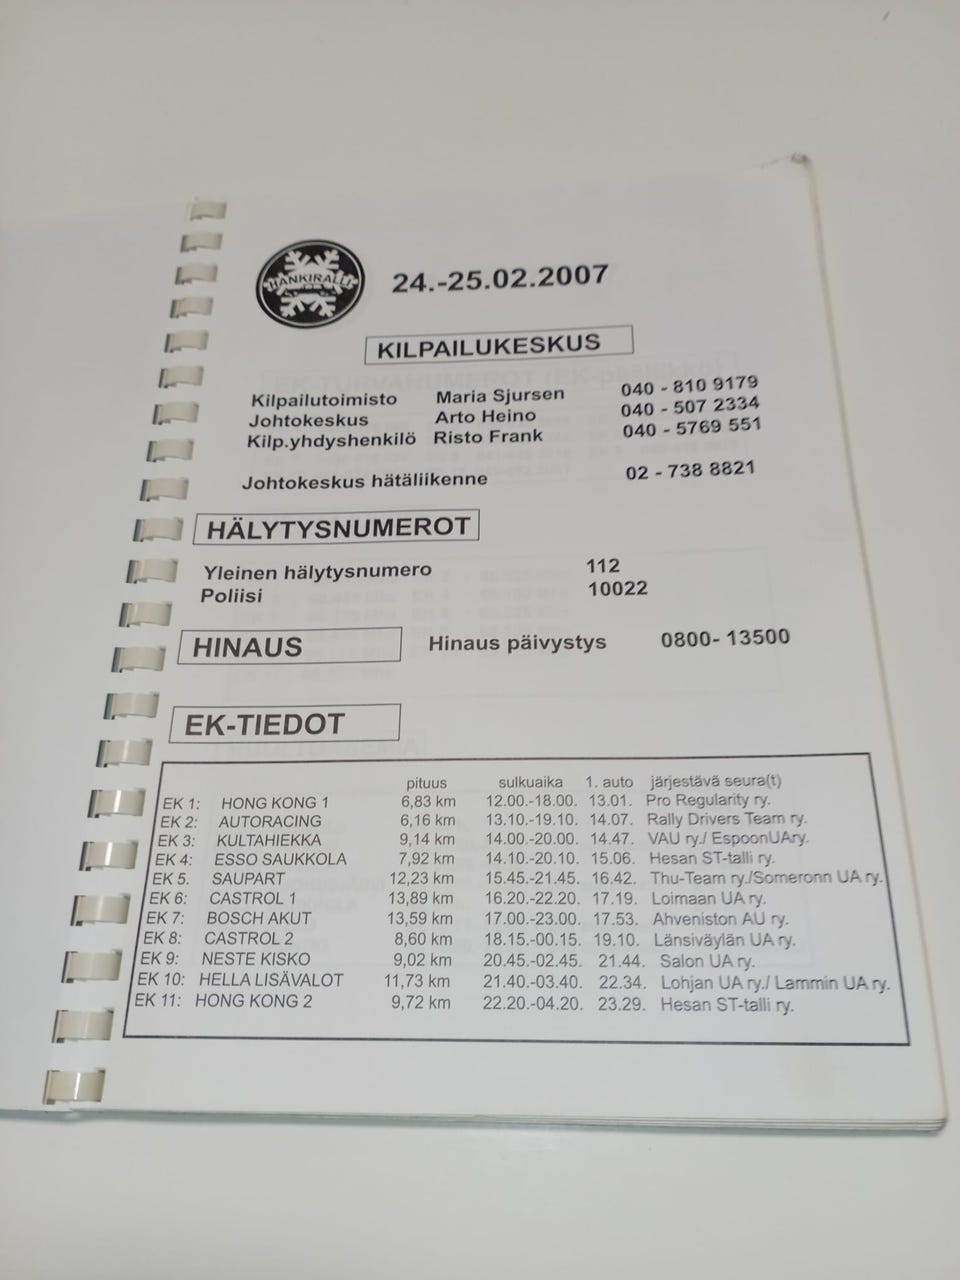 HANKIRALLI
24.-25.02.2007
KILPAILUKESKUS
Kilpailutoimisto Maria Sjursen 040 - 810 9179
Johtokeskus Arto Heino 040 - 507 2334
Kilp.yhdyshenkilö Risto Frank 040 - 5769 551
Johtokeskus hätäliikenne 02 - 738 8821
HÄLYTYSNUMEROT
Yleinen hälytysnumero 112
Poliisi 10022
HINAUS Hinaus päivystys 0800- 13500
EK-TIEDOT
pituus sulkuaika 1. auto järjestävä seura(t)
EK 1: HONG KONG 1 6,83 km 12.00.-18.00. 13.01. Pro Regularity ry.
EK 2: AUTORACING 6,16 km 13.10.-19.10. 14.07. Rally Drivers Team ry.
EK 3: KULTAHIEKKA 9,14 km 14.00.-20.00. 14.47. VAU ry./ EspoonUAry.
EK 4: ESSO SAUKKOLA 7,92 km 14.10.-20.10. 15.06. Hesan ST-talli ry.
EK 5. SAUPART 12,23 km 15.45.-21.45. 16.42. Thu-Team ry./Someronn UA ry.
EK 6: CASTROL 1 13,89 km 16.20.-22.20. 17.19. Loimaan UA ry.
EK 7: BOSCH AKUT 13,59 km 17.00.-23.00. 17.53. Ahveniston AU ry.
EK 8: CASTROL 2 8,60 km 18.15.-00.15. 19.10. Länsiväylän UA ry.
EK 9: NESTE KISKO 9,02 km 20.45.-02.45. 21.44. Salon UA ry.
EK 10: HELLA LISÄVALOT 11,73 km 21.40.-03.40. 22.34. Lohjan UA ry./ Lammin UA ry.
EK 11: HONG KONG 2 9,72 km 22.20.-04.20. 23.29. Hesan ST-talli ry.